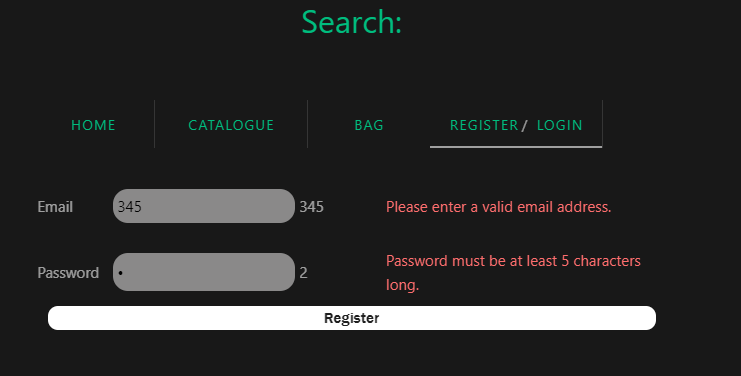 Search:
HOME CATALOGUE BAG REGISTER / LOGIN
Email 345 345 Please enter a valid email address.
Password • 2 Password must be at least 5 characters
long.
Register